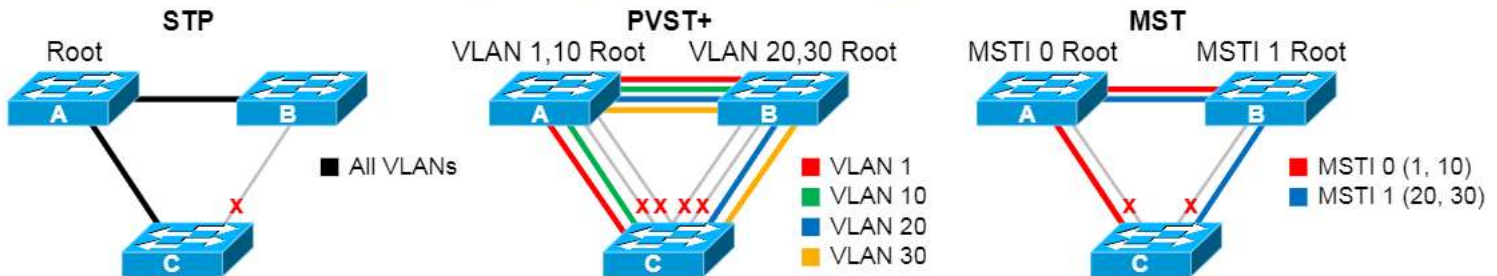 STP
Root
A
B
C
X
All VLANs
PVST+
VLAN 1,10 Root
VLAN 20,30 Root
A
B
C
X X X X
VLAN 1
VLAN 10
VLAN 20
VLAN 30
MST
MSTI 0 Root
MSTI 1 Root
A
B
C
X X
MSTI 0 (1, 10)
MSTI 1 (20, 30)